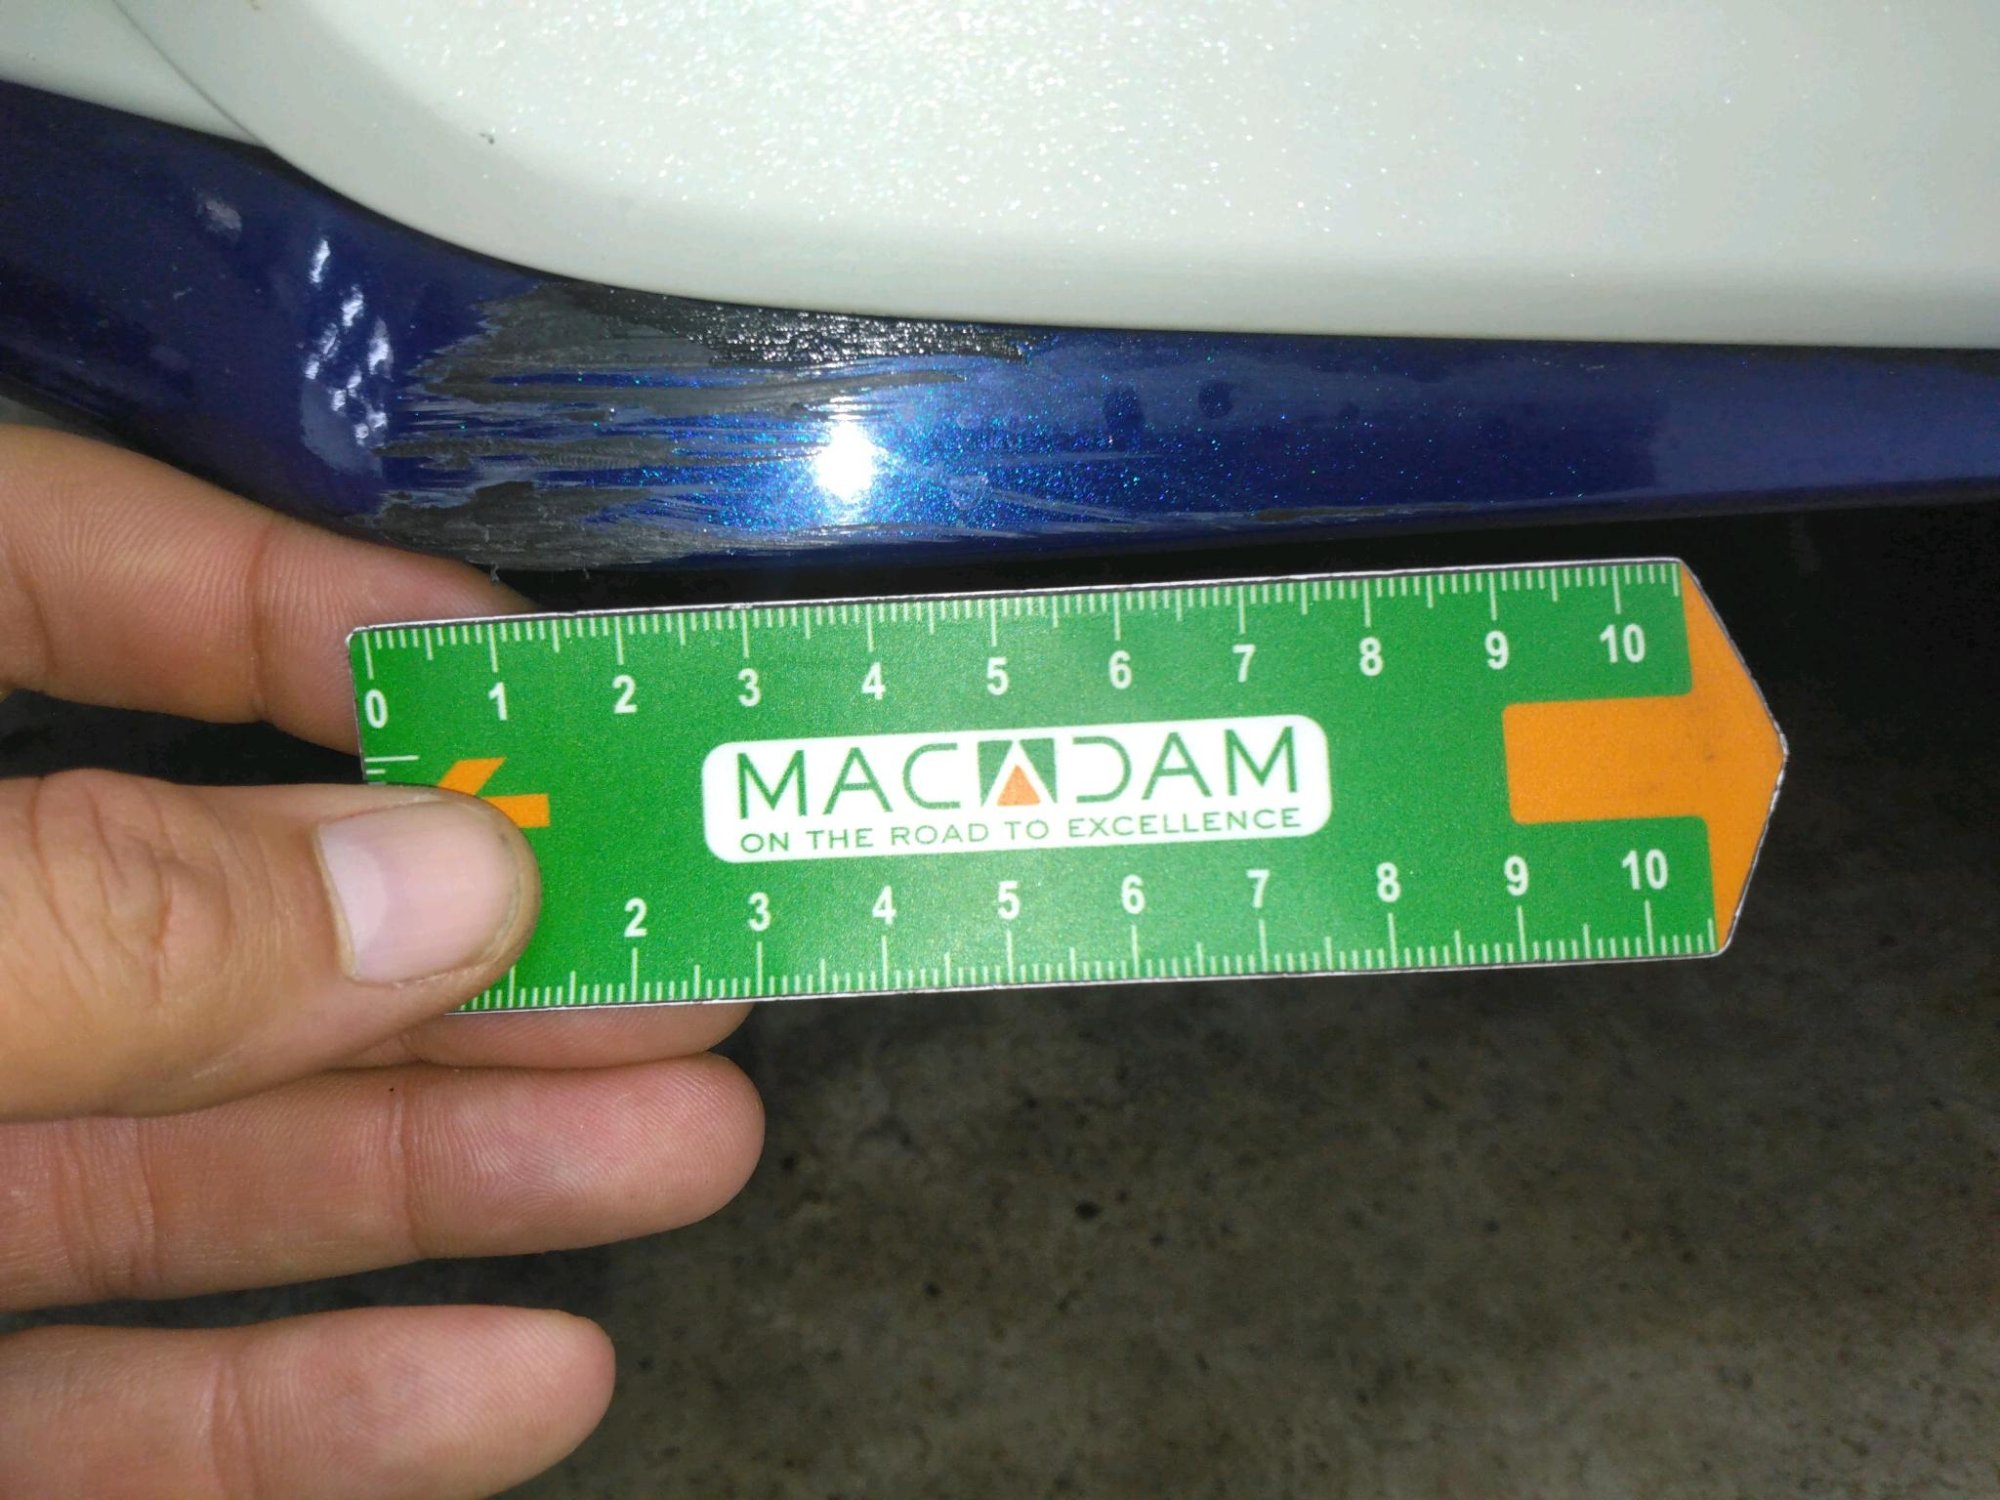 0 1 2 3 4 5 6 7 8 9 10
MACADAM
ON THE ROAD TO EXCELLENCE
2 3 4 5 6 7 8 9 10